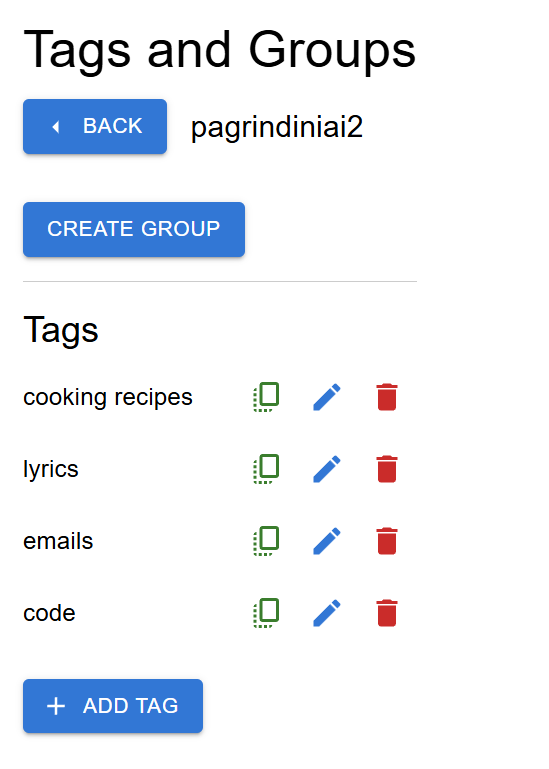 Tags and Groups
BACK pagrindiniai2
CREATE GROUP
Tags
cooking recipes
lyrics
emails
code
ADD TAG